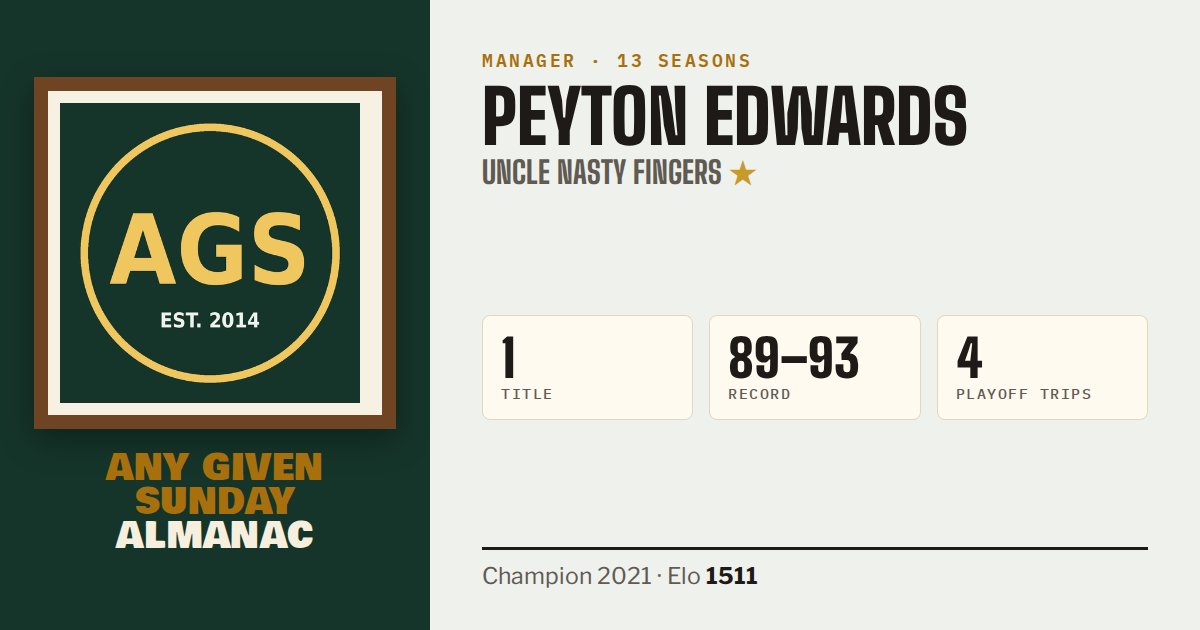 AGS
EST. 2014
ANY GIVEN
SUNDAY
ALMANAC
MANAGER · 13 SEASONS
PEYTON EDWARDS
UNCLE NASTY FINGERS ★
1
TITLE
89–93
RECORD
4
PLAYOFF TRIPS
Champion 2021 · Elo 1511